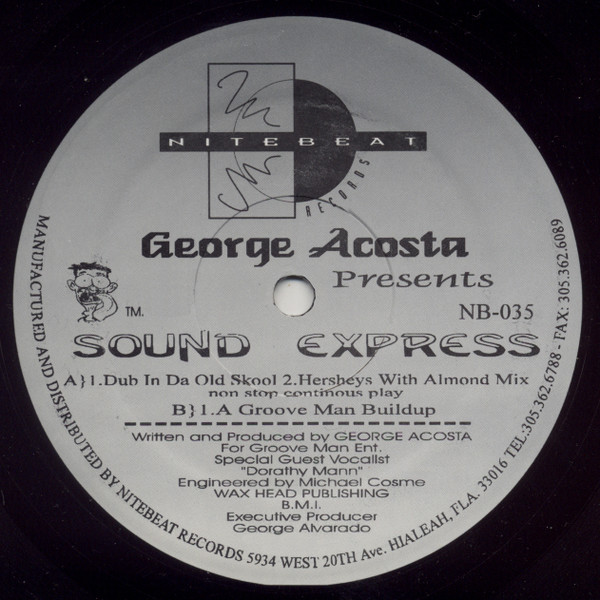 NITEBEAT
RECORDS
George Acosta
Presents
TM.
NB-035
SOUND EXPRESS
A}1.Dub In Da Old Skool 2.Hersheys With Almond Mix
non stop continous play
B}1.A Groove Man Buildup
Written and Produced by GEORGE ACOSTA
For Groove Man Ent.
Special Guest Vocallst
"Dorathy Mann"
Engineered by Michael Cosme
WAX HEAD PUBLISHING
B.M.I.
Executive Producer
George Alvarado
MANUFACTURED AND DISTRIBUTED BY NITEBEAT RECORDS 5934 WEST 20TH Ave. HIALEAH, FLA. 33016 TEL:305.362.6788 - FAX: 305.362.6089